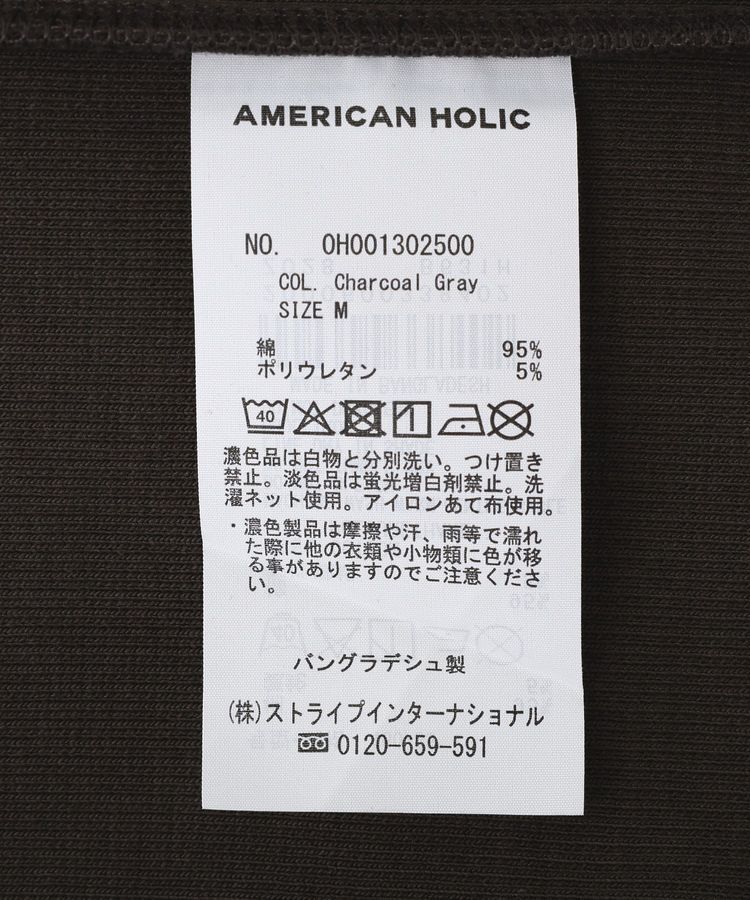 AMERICAN HOLIC
NO. 0H001302500
COL. Charcoal Gray
SIZE M
綿 95%
ポリウレタン 5%
40
濃色品は白物と分別洗い。つけ置き
禁止。淡色品は蛍光増白剤禁止。洗
濯ネット使用。アイロンあて布使用。
・濃色製品は摩擦や汗、雨等で濡れ
た際に他の衣類や小物類に色が移
る事がありますのでご注意くださ
い。
バングラデシュ製
(株)ストライプインターナショナル
0120-659-591